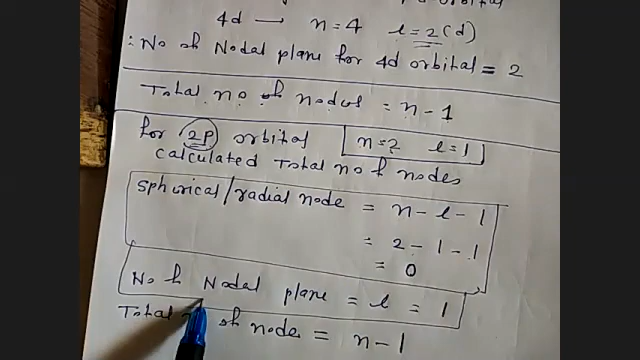 orbital
4d → n=4 l=2(d)
∴ No of Nodal plane for 4d orbital = 2
Total no of nodes = n-1
for 2P orbital n=2 l=1
calculated Total no of nodes
spherical/radial node = n-l-1
= 2-1-1
= 0
No of Nodal plane = l = 1
Total of node = n-1